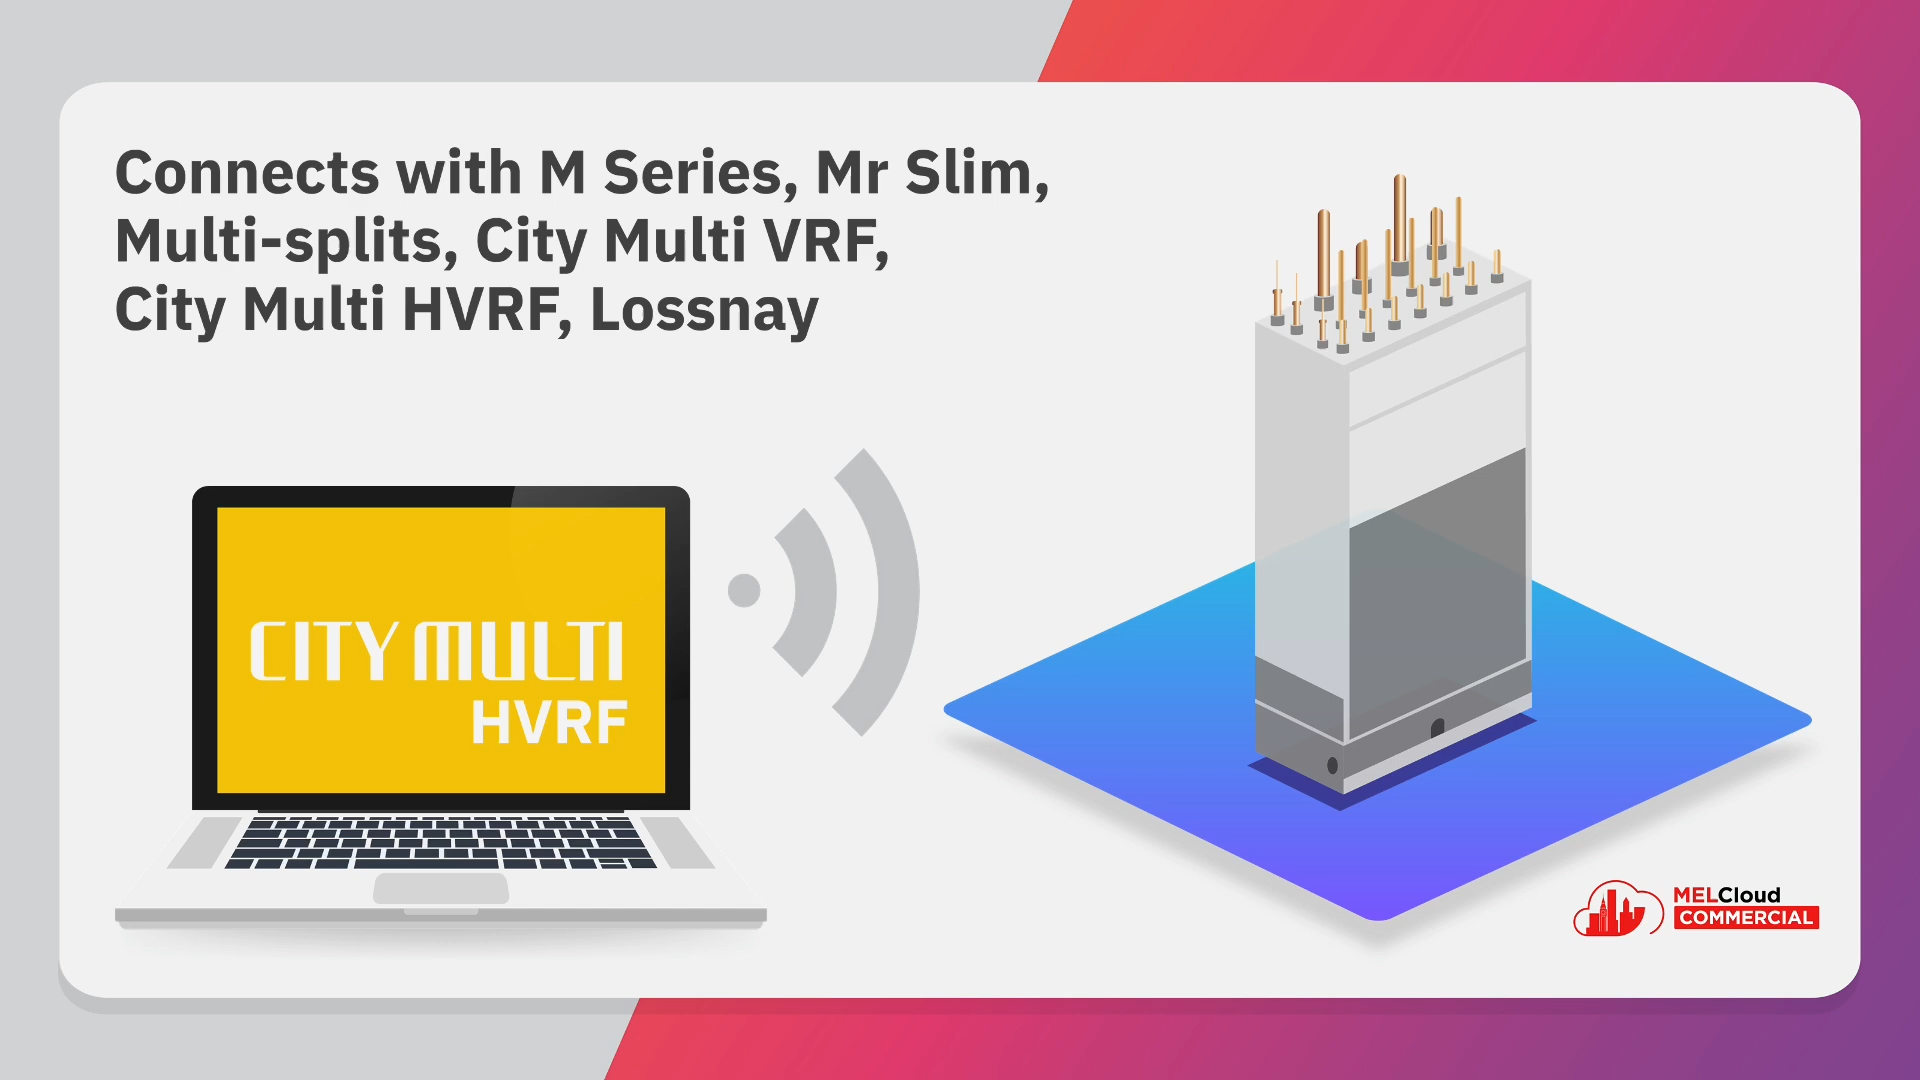 Connects with M Series, Mr Slim,
Multi-splits, City Multi VRF,
City Multi HVRF, Lossnay
CITY MULTI
HVRF
MELCloud
COMMERCIAL